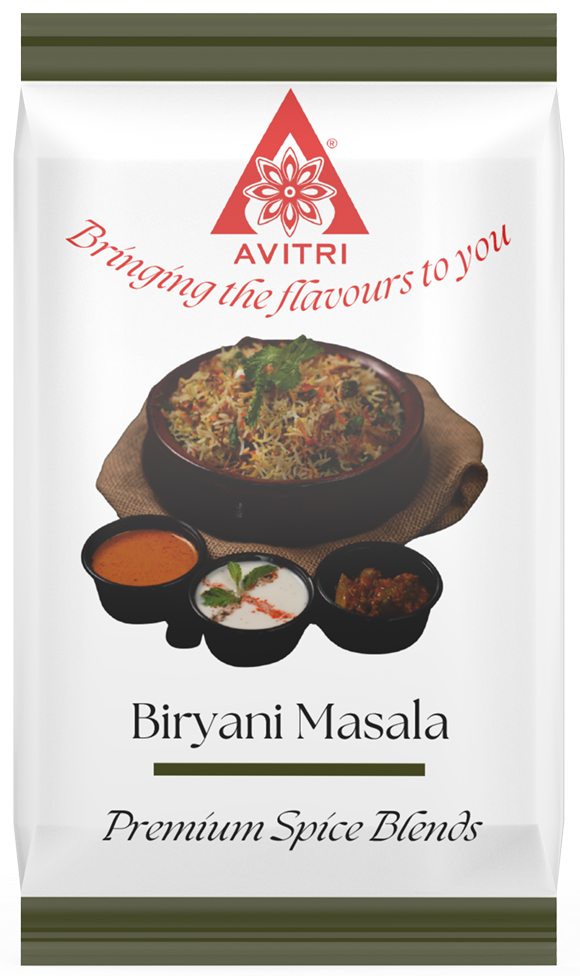 ®
AVITRI
Bringing the flavours to you
Biryani Masala
Premium Spice Blends